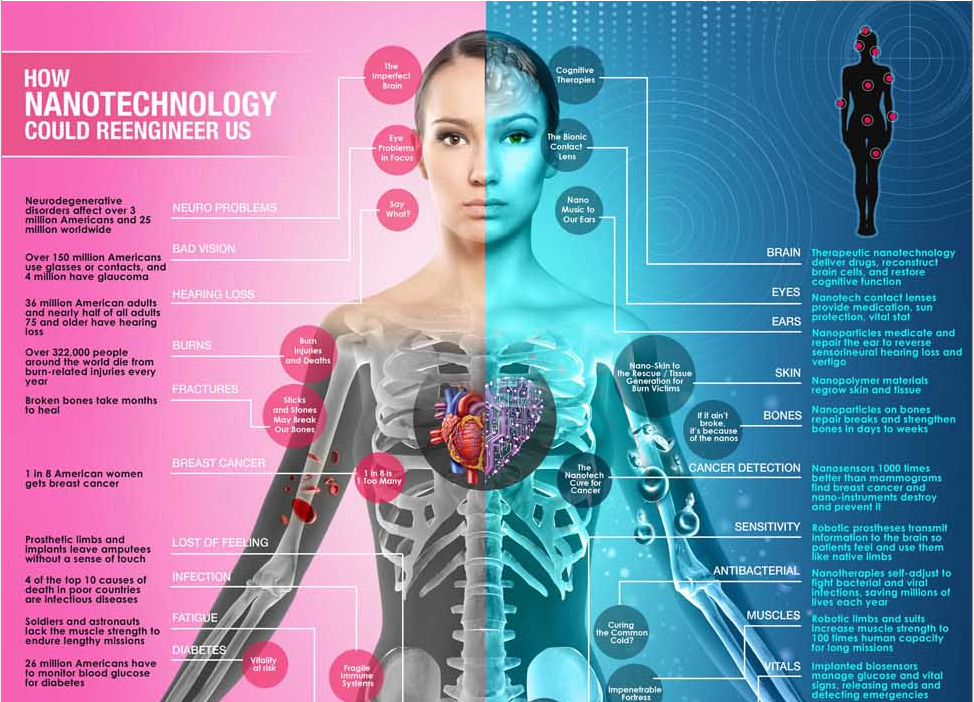 HOW
NANOTECHNOLOGY
COULD REENGINEER US
Neurodegenerative
disorders affect over 3
million Americans and 25
million worldwide
NEURO PROBLEMS
The
Imperfect
Brain
Over 150 million Americans
use glasses or contacts, and
4 million have glaucoma
BAD VISION
Eye
Problems
in Focus
36 million American adults
and nearly half of all adults
75 and older have hearing
loss
HEARING LOSS
Say
What?
Over 322,000 people
around the world die from
burn-related injuries every
year
BURNS
Burn
Injuries
and Deaths
Broken bones take months
to heal
FRACTURES
Sticks
and Stones
May Break
Our Bones
1 in 8 American women
gets breast cancer
BREAST CANCER
1 in 8 is
1 Too Many
Prosthetic limbs and
implants leave amputees
without a sense of touch
LOST OF FEELING
4 of the top 10 causes of
death in poor countries
are infectious diseases
INFECTION
Fragile
Immune
Systems
Soldiers and astronauts
lack the muscle strength to
endure lengthy missions
FATIGUE
26 million Americans have
to monitor blood glucose
for diabetes
DIABETES
Vitality
at risk
Cognitive
Therapies
BRAIN
Therapeutic nanotechnology
deliver drugs, reconstruct
brain cells, and restore
cognitive function
The Bionic
Contact
Lens
EYES
Nanotech contact lenses
provide medication, sun
protection, vital stat
Nano
Music to
Our Ears
EARS
Nanoparticles medicate and
repair the ear to reverse
sensorineural hearing loss and
vertigo
Nano-Skin to
the Rescue / Tissue
Generation for
Burn Victims
SKIN
Nanopolymer materials
regrow skin and tissue
If it ain't
broke,
it's because
of the nanos
BONES
Nanoparticles on bones
repair breaks and strengthen
bones in days to weeks
The
Nanotech
Cure for
Cancer
CANCER DETECTION
Nanosensors 1000 times
better than mammograms
find breast cancer and
nano-instruments destroy
and prevent it
SENSITIVITY
Robotic prostheses transmit
information to the brain so
patients feel and use them
like native limbs
Curing
the Common
Cold?
ANTIBACTERIAL
Nanotherapies self-adjust to
fight bacterial and viral
infections, saving millions of
lives each year
MUSCLES
Robotic limbs and suits
increase muscle strength to
100 times human capacity
for long missions
Impenetrable
Fortress
VITALS
Implanted biosensors
manage glucose and vital
signs, releasing meds and
detecting emergencies